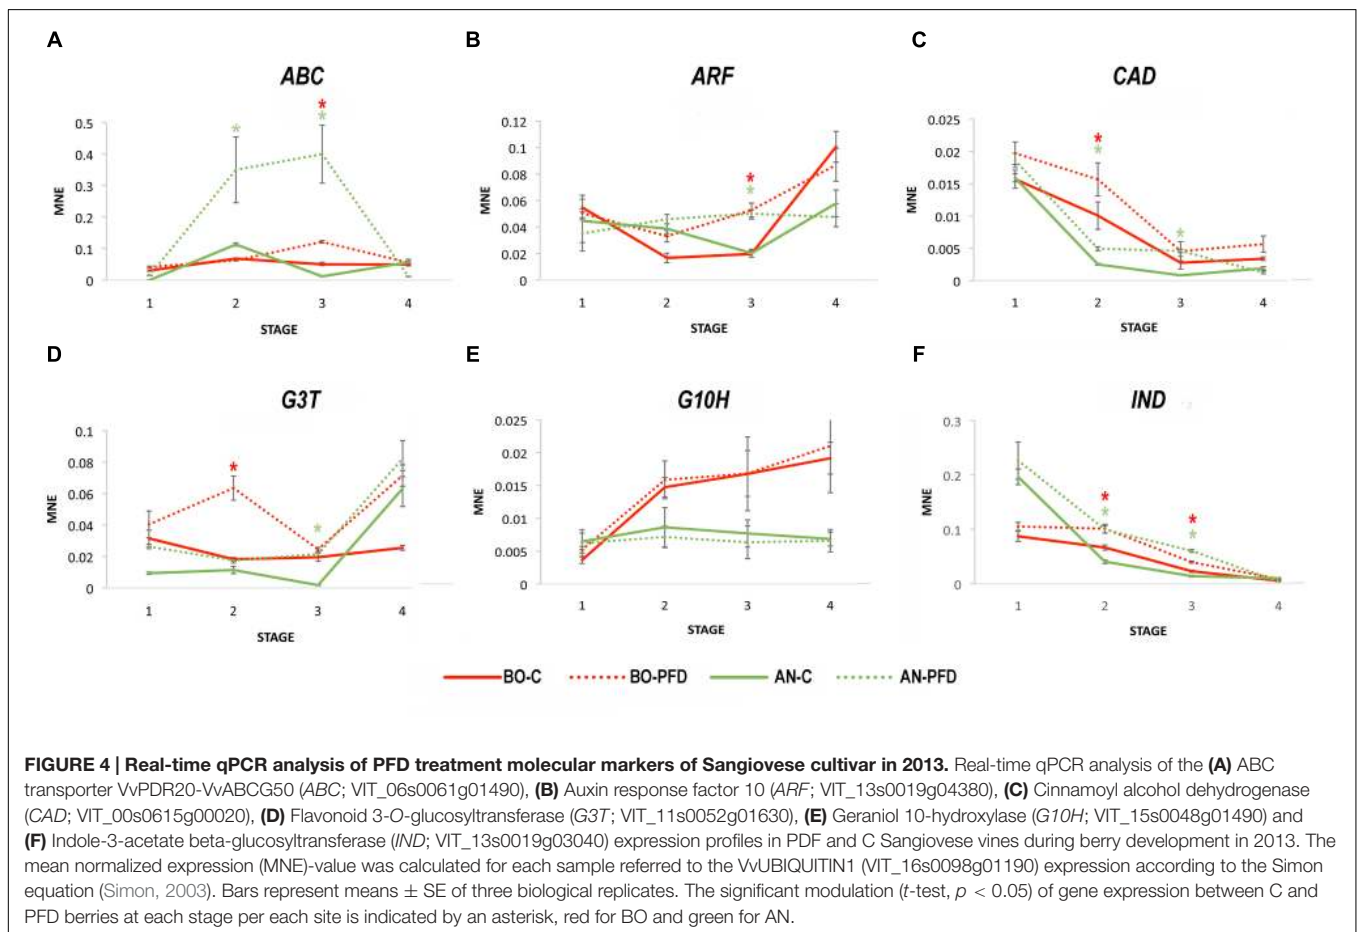 A
B
C
ABC
ARF
CAD
0.5
0.4
0.3
0.2
0.1
0
MNE
1 2 3 4
STAGE
0.12
0.1
0.08
0.06
0.04
0.02
0
MNE
1 2 3 4
STAGE
0.025
0.02
0.015
0.01
0.005
0
MNE
1 2 3 4
STAGE
D
E
F
G3T
G10H
IND
0.1
0.08
0.06
0.04
0.02
0
MNE
1 2 3 4
STAGE
0.025
0.02
0.015
0.01
0.005
0
MNE
1 2 3 4
STAGE
0.3
0.2
0.1
0
MNE
1 2 3 4
STAGE
BO-C BO-PFD AN-C AN-PFD
FIGURE 4 | Real-time qPCR analysis of PFD treatment molecular markers of Sangiovese cultivar in 2013. Real-time qPCR analysis of the (A) ABC
transporter VvPDR20-VvABCG50 (ABC; VIT_06s0061g01490), (B) Auxin response factor 10 (ARF; VIT_13s0019g04380), (C) Cinnamoyl alcohol dehydrogenase
(CAD; VIT_00s0615g00020), (D) Flavonoid 3-O-glucosyltransferase (G3T; VIT_11s0052g01630), (E) Geraniol 10-hydroxylase (G10H; VIT_15s0048g01490) and
(F) Indole-3-acetate beta-glucosyltransferase (IND; VIT_13s0019g03040) expression profiles in PDF and C Sangiovese vines during berry development in 2013. The
mean normalized expression (MNE)-value was calculated for each sample referred to the VvUBIQUITIN1 (VIT_16s0098g01190) expression according to the Simon
equation (Simon, 2003). Bars represent means ± SE of three biological replicates. The significant modulation (t-test, p < 0.05) of gene expression between C and
PFD berries at each stage per each site is indicated by an asterisk, red for BO and green for AN.